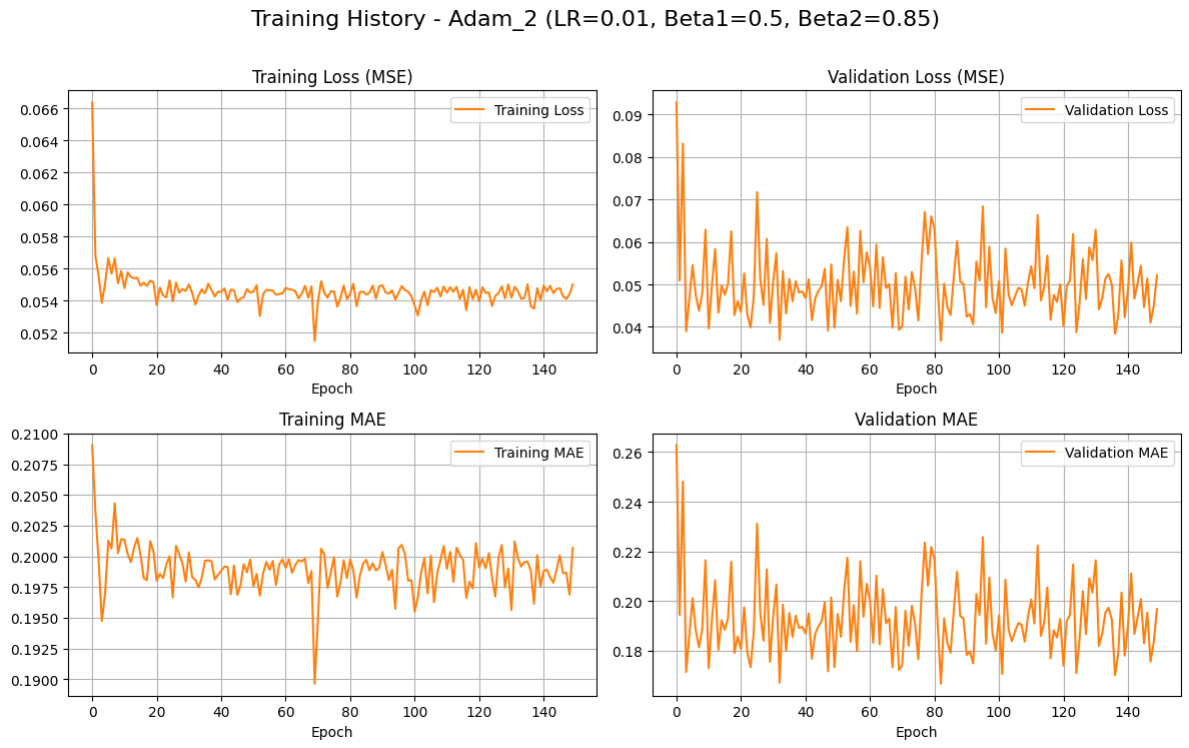 Training History - Adam_2 (LR=0.01, Beta1=0.5, Beta2=0.85)
Training Loss (MSE)
Training Loss
0.066
0.064
0.062
0.060
0.058
0.056
0.054
0.052
0 20 40 60 80 100 120 140
Epoch
Validation Loss (MSE)
Validation Loss
0.09
0.08
0.07
0.06
0.05
0.04
0 20 40 60 80 100 120 140
Epoch
Training MAE
Training MAE
0.2100
0.2075
0.2050
0.2025
0.2000
0.1975
0.1950
0.1925
0.1900
0 20 40 60 80 100 120 140
Epoch
Validation MAE
Validation MAE
0.26
0.24
0.22
0.20
0.18
0 20 40 60 80 100 120 140
Epoch